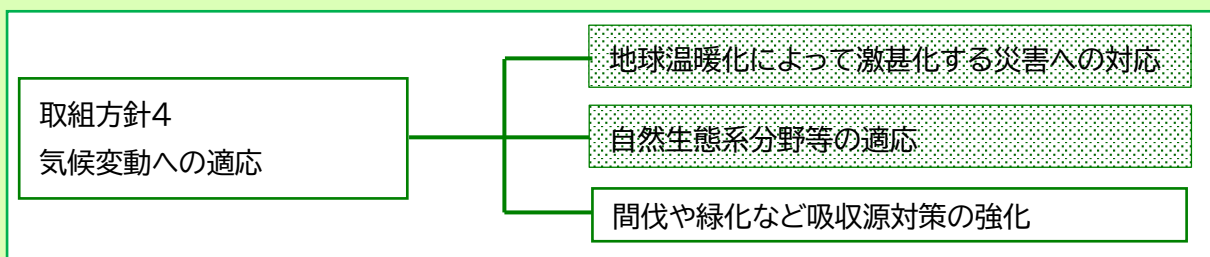 取組方針4
気候変動への適応
地球温暖化によって激甚化する災害への対応
自然生態系分野等の適応
間伐や緑化など吸収源対策の強化